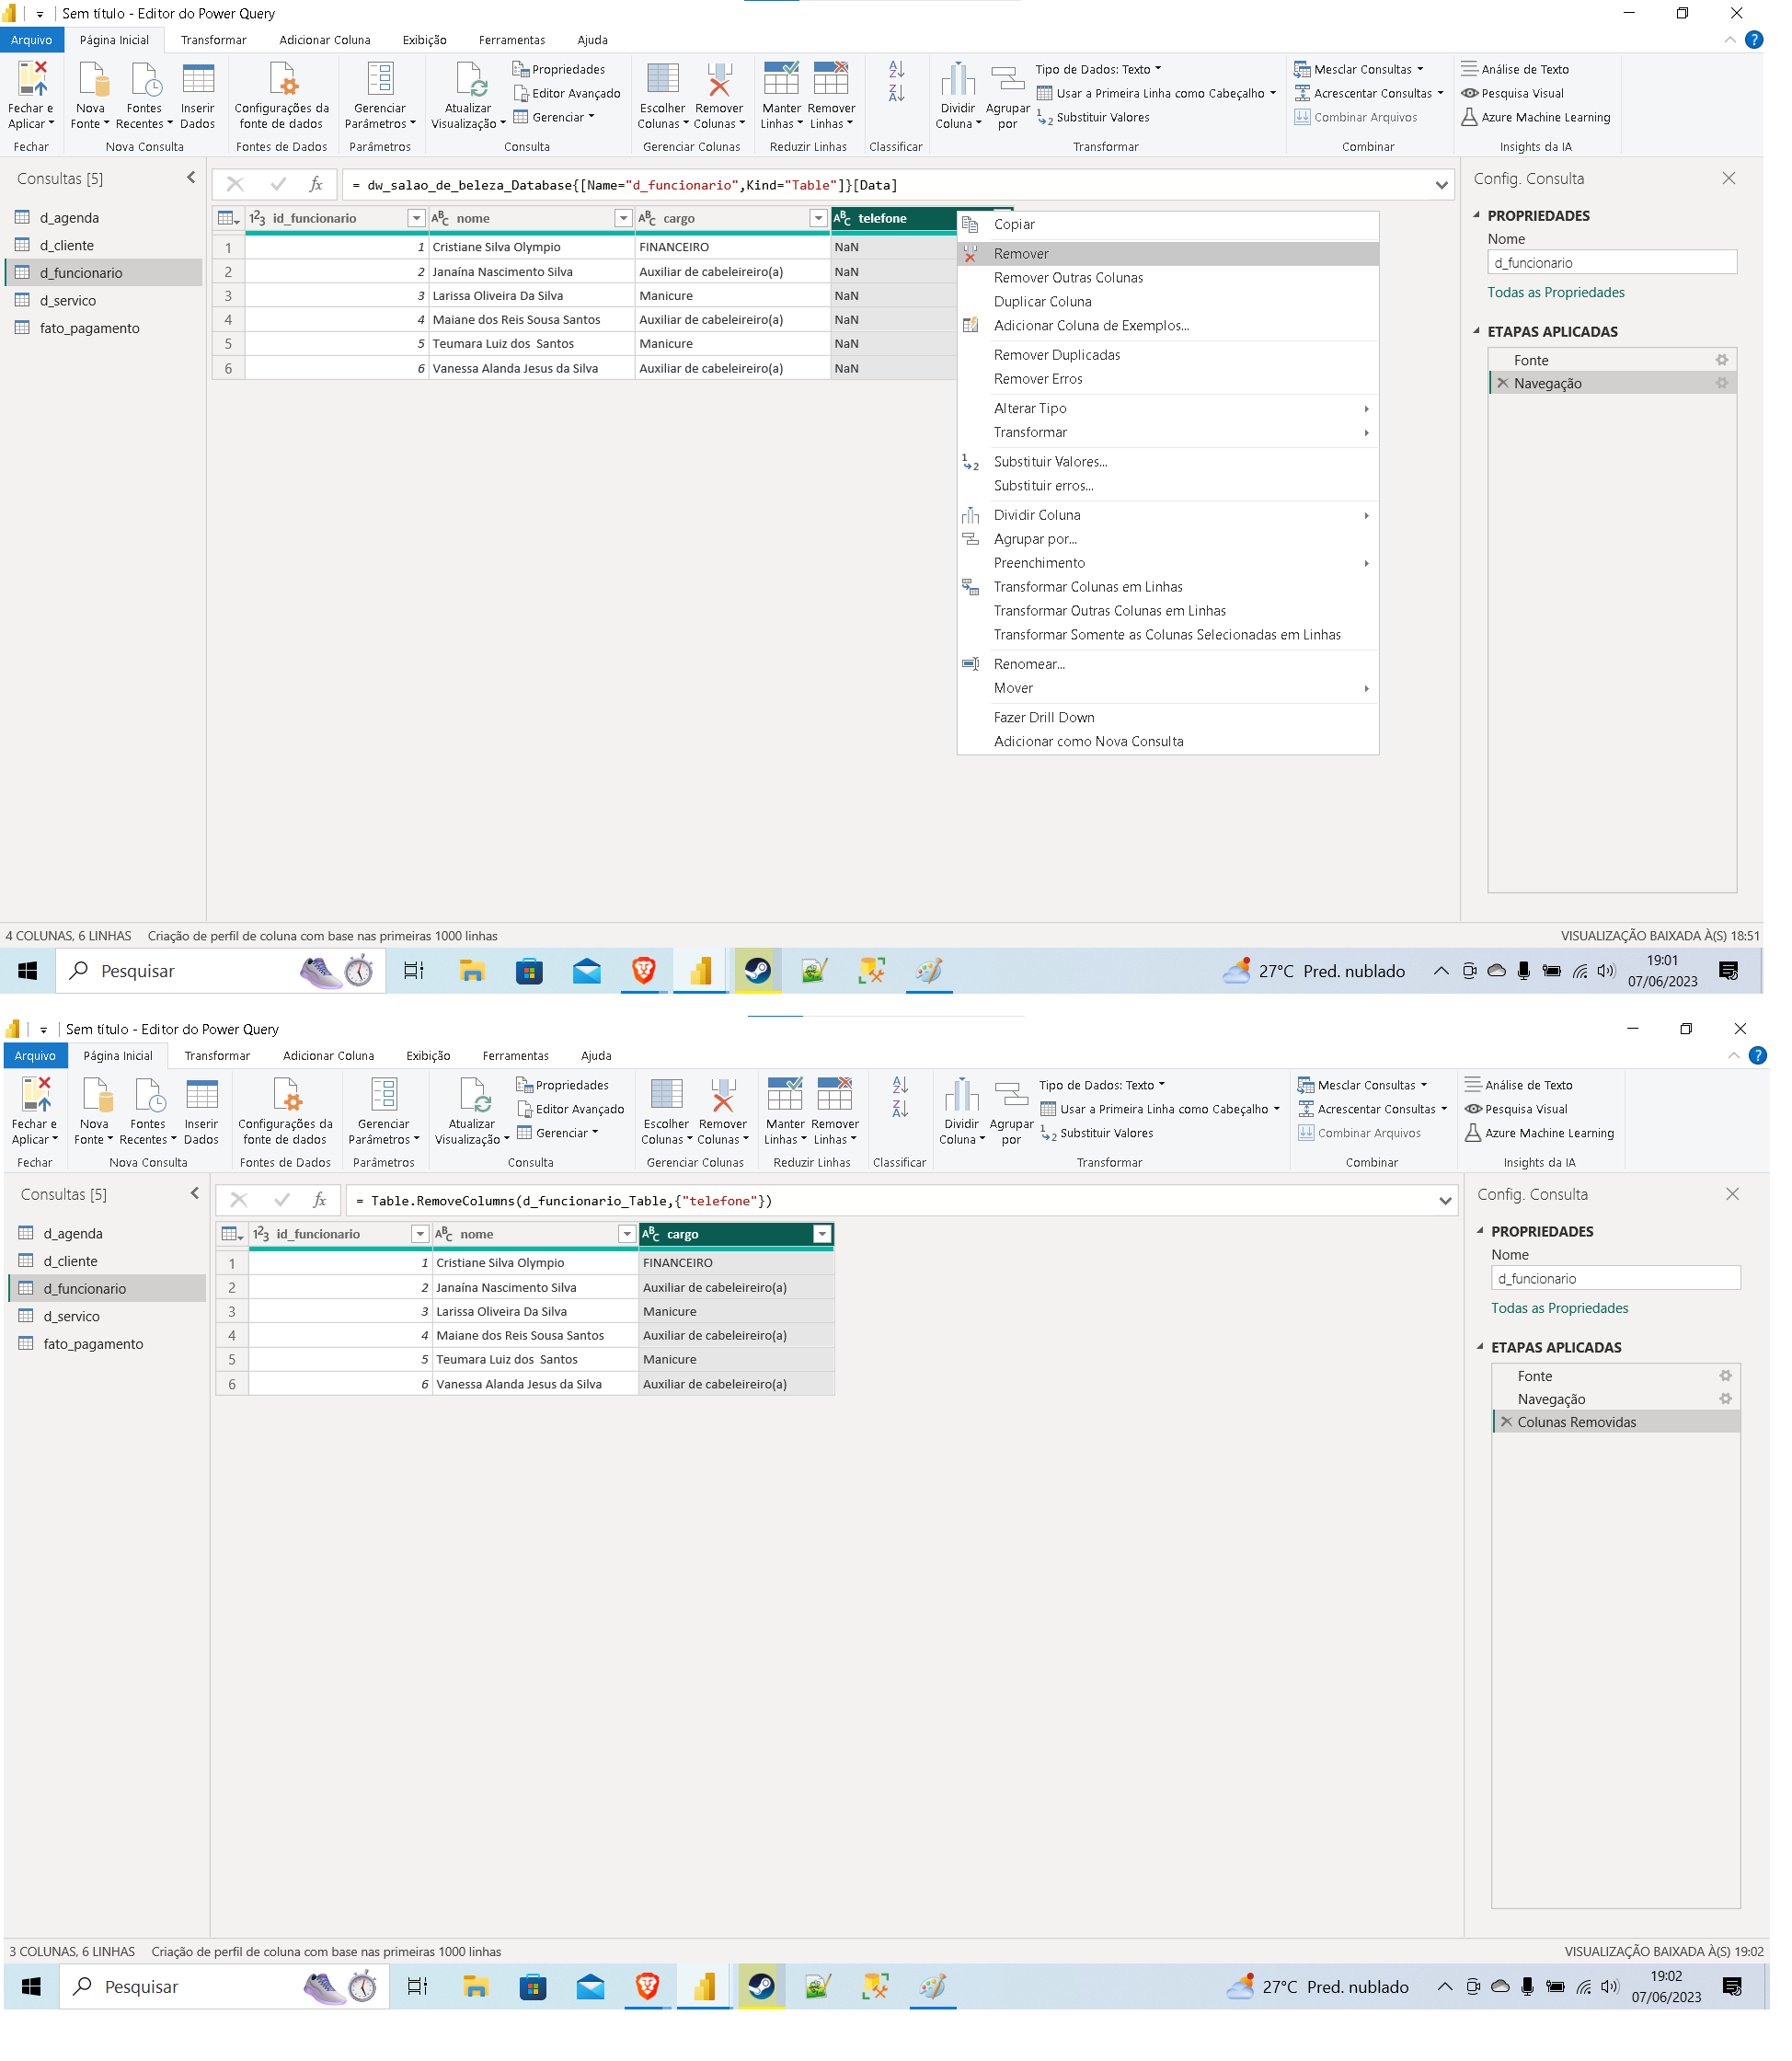 Sem título - Editor do Power Query
Arquivo Página Inicial Transformar Adicionar Coluna Exibição Ferramentas Ajuda
Fechar e Aplicar
Nova Fonte
Fontes Recentes
Inserir Dados
Configurações da fonte de dados
Gerenciar Parâmetros
Atualizar Visualização
Propriedades
Editor Avançado
Gerenciar
Escolher Colunas
Remover Colunas
Manter Linhas
Remover Linhas
Dividir Coluna
Agrupar por
Tipo de Dados: Texto
Usar a Primeira Linha como Cabeçalho
Substituir Valores
Mesclar Consultas
Acrescentar Consultas
Combinar Arquivos
Análise de Texto
Pesquisa Visual
Azure Machine Learning
Fechar Nova Consulta Fontes de Dados Parâmetros Consulta Gerenciar Colunas Reduzir Linhas Classificar Transformar Combinar Insights da IA
Consultas [5]
d_agenda
d_cliente
d_funcionario
d_servico
fato_pagamento
fx = dw_salao_de_beleza_Database{[Name="d_funcionario",Kind="Table"]}[Data]
123 id_funcionario ABC nome ABC cargo ABC telefone
1 1 Cristiane Silva Olympio FINANCEIRO NaN
2 2 Janaína Nascimento Silva Auxiliar de cabeleireiro(a) NaN
3 3 Larissa Oliveira Da Silva Manicure NaN
4 4 Maiane dos Reis Sousa Santos Auxiliar de cabeleireiro(a) NaN
5 5 Teumara Luiz dos  Santos Manicure NaN
6 6 Vanessa Alanda Jesus da Silva Auxiliar de cabeleireiro(a) NaN
Copiar
Remover
Remover Outras Colunas
Duplicar Coluna
Adicionar Coluna de Exemplos...
Remover Duplicadas
Remover Erros
Alterar Tipo
Transformar
Substituir Valores...
Substituir erros...
Dividir Coluna
Agrupar por...
Preenchimento
Transformar Colunas em Linhas
Transformar Outras Colunas em Linhas
Transformar Somente as Colunas Selecionadas em Linhas
Renomear...
Mover
Fazer Drill Down
Adicionar como Nova Consulta
Config. Consulta
PROPRIEDADES
Nome
d_funcionario
Todas as Propriedades
ETAPAS APLICADAS
Fonte
Navegação
4 COLUNAS, 6 LINHAS Criação de perfil de coluna com base nas primeiras 1000 linhas
VISUALIZAÇÃO BAIXADA À(S) 18:51
Pesquisar
27°C Pred. nublado
19:01
07/06/2023
Sem título - Editor do Power Query
Arquivo Página Inicial Transformar Adicionar Coluna Exibição Ferramentas Ajuda
Fechar e Aplicar
Nova Fonte
Fontes Recentes
Inserir Dados
Configurações da fonte de dados
Gerenciar Parâmetros
Atualizar Visualização
Propriedades
Editor Avançado
Gerenciar
Escolher Colunas
Remover Colunas
Manter Linhas
Remover Linhas
Dividir Coluna
Agrupar por
Tipo de Dados: Texto
Usar a Primeira Linha como Cabeçalho
Substituir Valores
Mesclar Consultas
Acrescentar Consultas
Combinar Arquivos
Análise de Texto
Pesquisa Visual
Azure Machine Learning
Fechar Nova Consulta Fontes de Dados Parâmetros Consulta Gerenciar Colunas Reduzir Linhas Classificar Transformar Combinar Insights da IA
Consultas [5]
d_agenda
d_cliente
d_funcionario
d_servico
fato_pagamento
fx = Table.RemoveColumns(d_funcionario_Table,{"telefone"})
123 id_funcionario ABC nome ABC cargo
1 1 Cristiane Silva Olympio FINANCEIRO
2 2 Janaína Nascimento Silva Auxiliar de cabeleireiro(a)
3 3 Larissa Oliveira Da Silva Manicure
4 4 Maiane dos Reis Sousa Santos Auxiliar de cabeleireiro(a)
5 5 Teumara Luiz dos  Santos Manicure
6 6 Vanessa Alanda Jesus da Silva Auxiliar de cabeleireiro(a)
Config. Consulta
PROPRIEDADES
Nome
d_funcionario
Todas as Propriedades
ETAPAS APLICADAS
Fonte
Navegação
Colunas Removidas
3 COLUNAS, 6 LINHAS Criação de perfil de coluna com base nas primeiras 1000 linhas
VISUALIZAÇÃO BAIXADA À(S) 19:02
Pesquisar
27°C Pred. nublado
19:02
07/06/2023